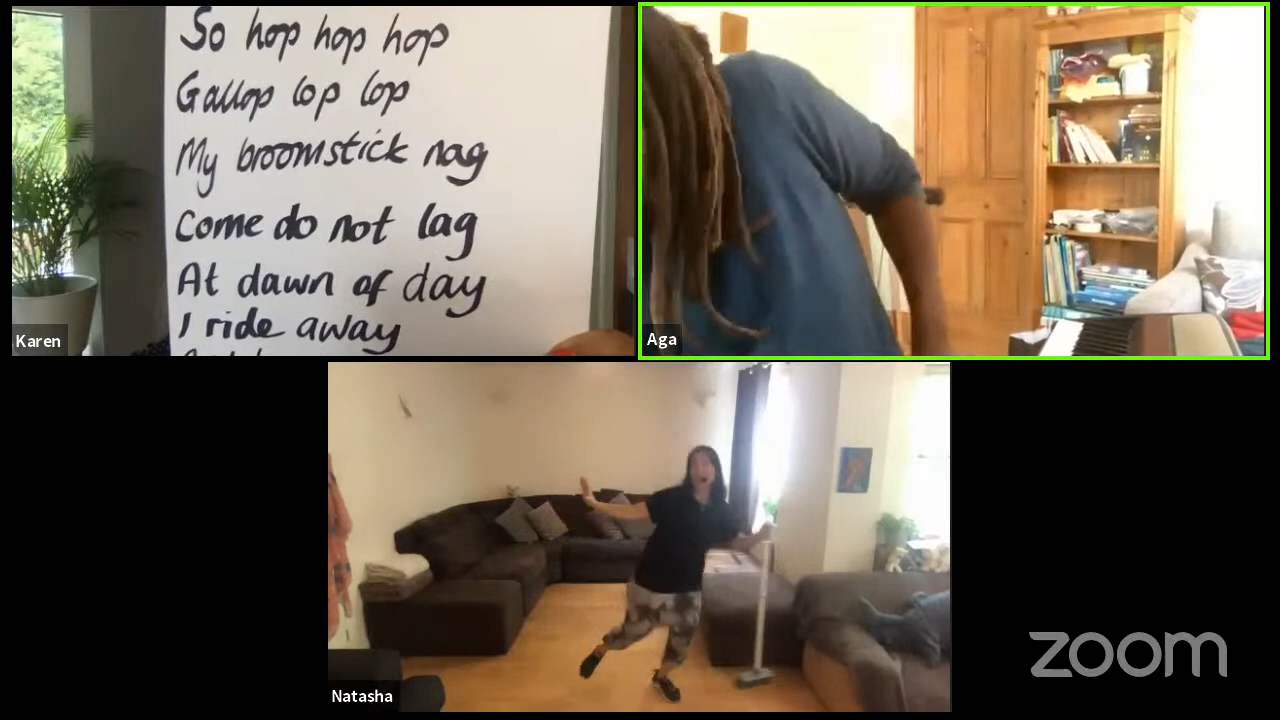 So hop hop hop
Gallop lop lop
My broomstick nag
Come do not lag
At dawn of day
I ride away
Karen
Aga
Natasha
zoom